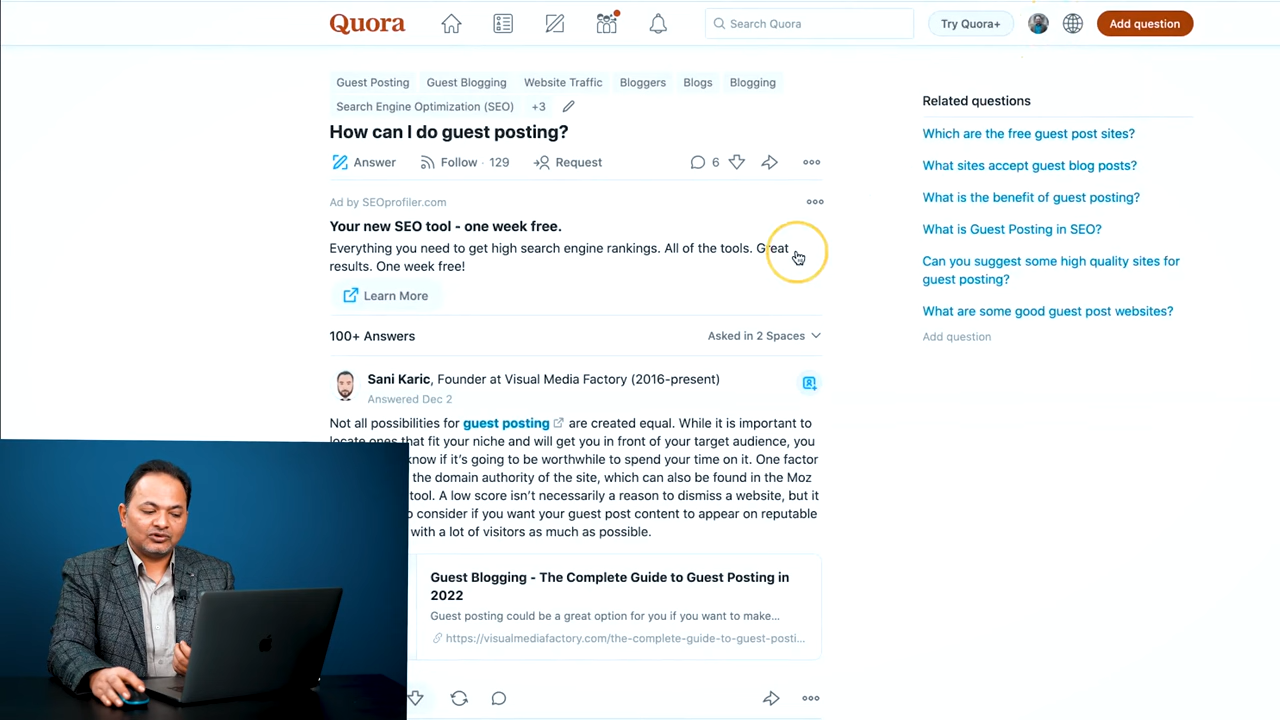 Quora
Search Quora
Try Quora+
Add question
Guest Posting
Guest Blogging
Website Traffic
Bloggers
Blogs
Blogging
Search Engine Optimization (SEO)
+3
How can I do guest posting?
Answer
Follow · 129
Request
6
Ad by SEOprofiler.com
Your new SEO tool - one week free.
Everything you need to get high search engine rankings. All of the tools. Great
results. One week free!
Learn More
100+ Answers
Asked in 2 Spaces
Sani Karic, Founder at Visual Media Factory (2016-present)
Answered Dec 2
Not all possibilities for guest posting are created equal. While it is important to
locate ones that fit your niche and will get you in front of your target audience, you
know if it's going to be worthwhile to spend your time on it. One factor
the domain authority of the site, which can also be found in the Moz
tool. A low score isn't necessarily a reason to dismiss a website, but it
consider if you want your guest post content to appear on reputable
with a lot of visitors as much as possible.
Guest Blogging - The Complete Guide to Guest Posting in
2022
Guest posting could be a great option for you if you want to make...
https://visualmediafactory.com/the-complete-guide-to-guest-posti...
Related questions
Which are the free guest post sites?
What sites accept guest blog posts?
What is the benefit of guest posting?
What is Guest Posting in SEO?
Can you suggest some high quality sites for
guest posting?
What are some good guest post websites?
Add question